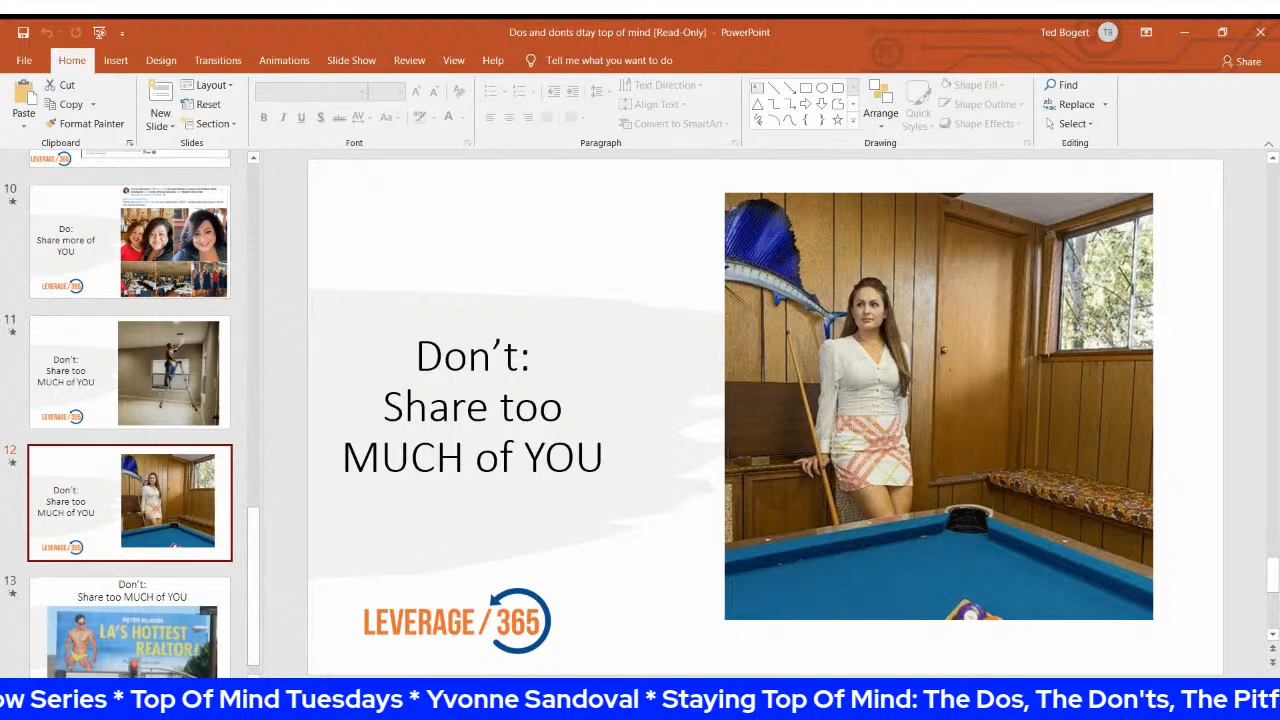 Dos and donts dtay top of mind [Read-Only] - PowerPoint
Ted Bogert
TB
File
Home
Insert
Design
Transitions
Animations
Slide Show
Review
View
Help
Tell me what you want to do
Share
Paste
Cut
Copy
Format Painter
Clipboard
New
Slide
Layout
Reset
Section
Slides
B I U S abc AV Aa A
Font
Text Direction
Align Text
Convert to SmartArt
Paragraph
Arrange
Quick
Styles
Shape Fill
Shape Outline
Shape Effects
Drawing
Find
Replace
Select
Editing
LEVERAGE/365
10
Do:
Share more of
YOU
LEVERAGE/365
11
Don't:
Share too
MUCH of YOU
LEVERAGE/365
12
Don't:
Share too
MUCH of YOU
LEVERAGE/365
13
Don't:
Share too MUCH of YOU
LA'S HOTTEST
REALTOR
Don't:
Share too
MUCH of YOU
LEVERAGE / 365
ow Series * Top Of Mind Tuesdays * Yvonne Sandoval * Staying Top Of Mind: The Dos, The Don'ts, The Pitf